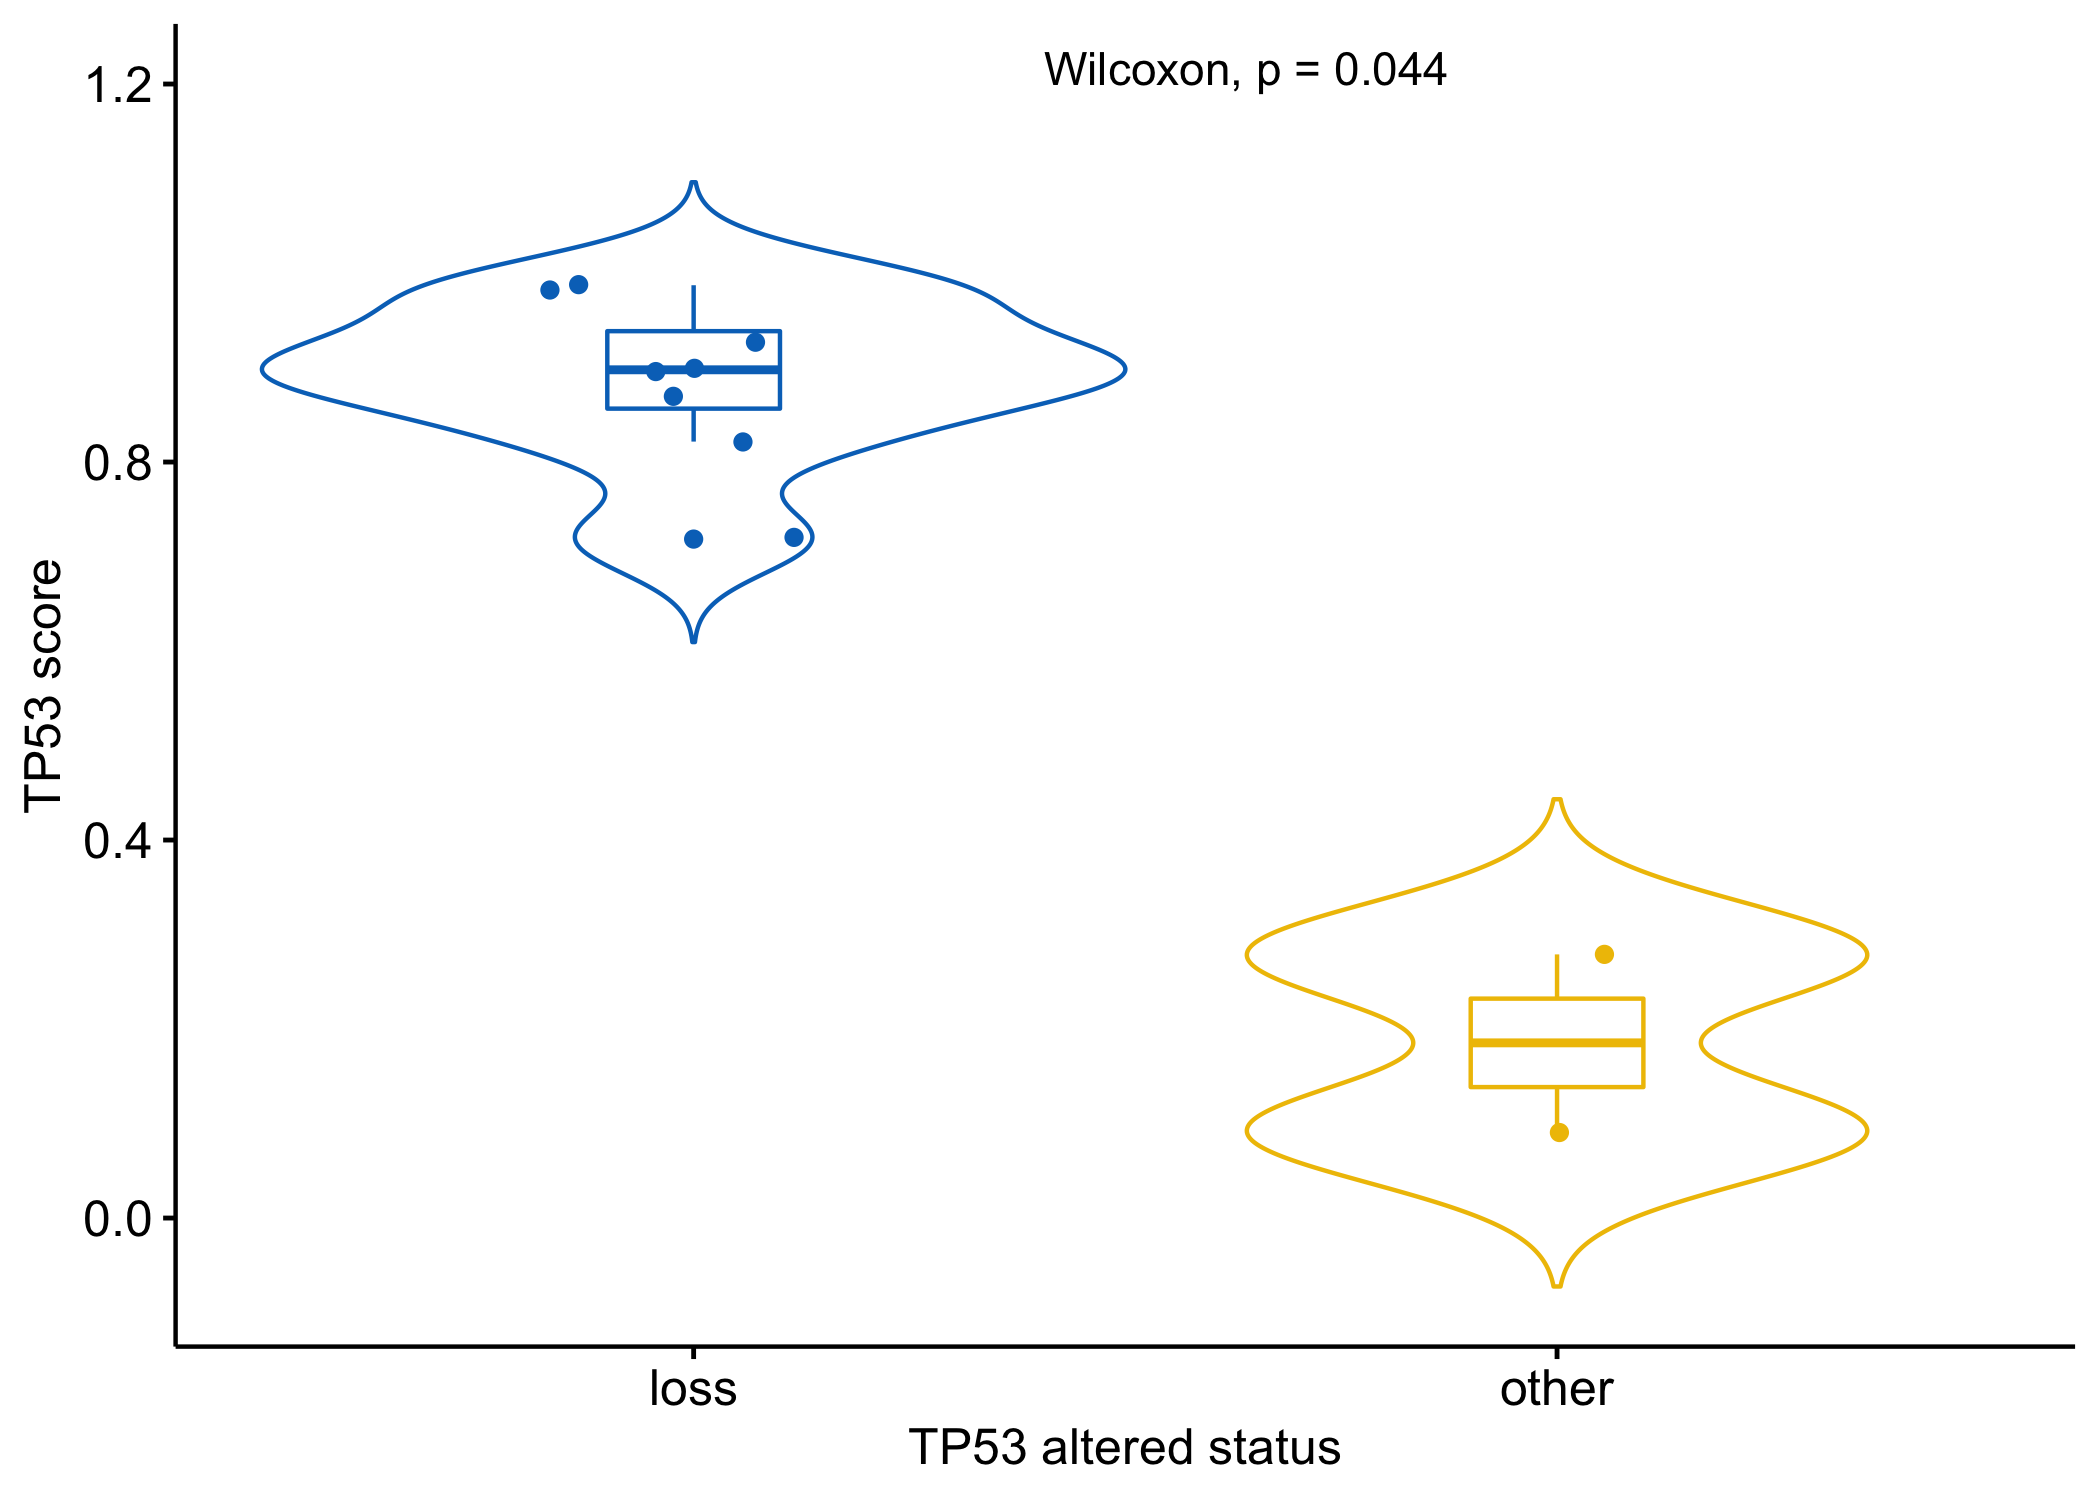 Wilcoxon, p = 0.044
1.2
0.8
0.4
0.0
TP53 score
loss
other
TP53 altered status